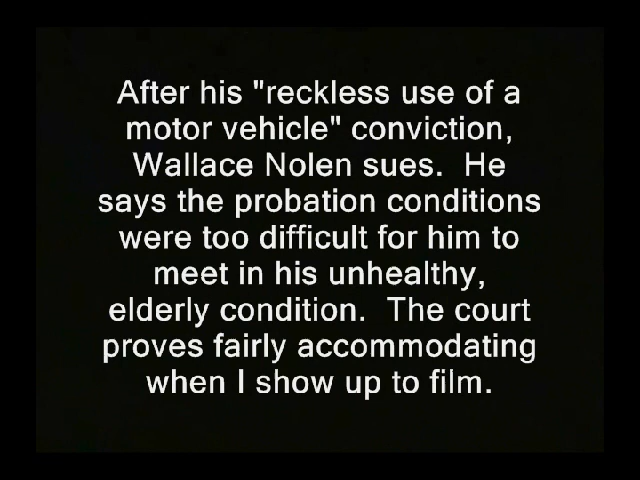 After his "reckless use of a
motor vehicle" conviction,
Wallace Nolen sues.  He
says the probation conditions
were too difficult for him to
meet in his unhealthy,
elderly condition.  The court
proves fairly accommodating
when I show up to film.